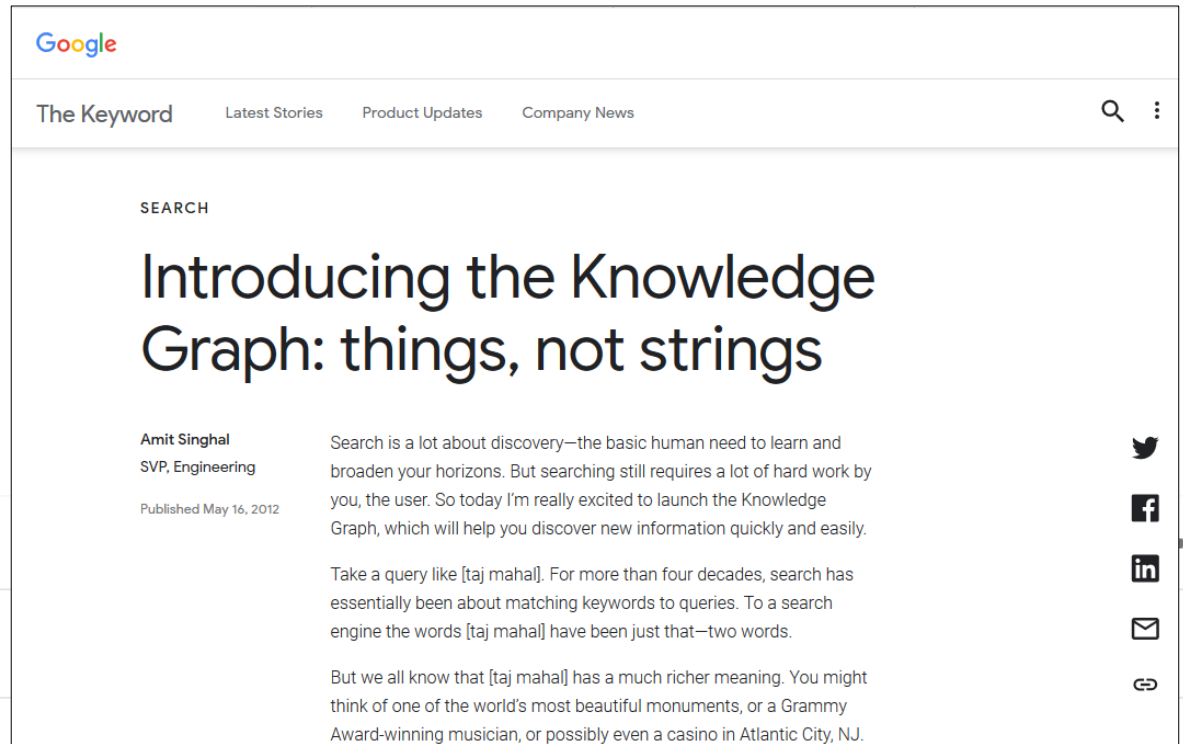 Google
The Keyword Latest Stories Product Updates Company News
SEARCH
Introducing the Knowledge
Graph: things, not strings
Amit Singhal
SVP, Engineering
Published May 16, 2012
Search is a lot about discovery—the basic human need to learn and
broaden your horizons. But searching still requires a lot of hard work by
you, the user. So today I’m really excited to launch the Knowledge
Graph, which will help you discover new information quickly and easily.
Take a query like [taj mahal]. For more than four decades, search has
essentially been about matching keywords to queries. To a search
engine the words [taj mahal] have been just that—two words.
But we all know that [taj mahal] has a much richer meaning. You might
think of one of the world’s most beautiful monuments, or a Grammy
Award-winning musician, or possibly even a casino in Atlantic City, NJ.